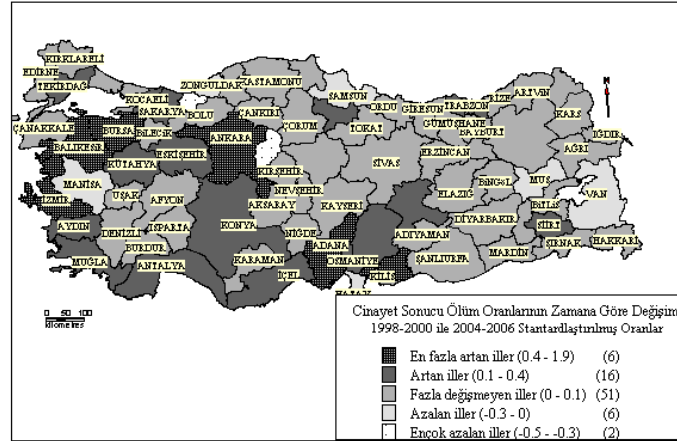 KIRKLARELİ
EDİRNE
TEKİRDAĞ
KOCAELİ
SAKARYA
ZONGULDAK
KASTAMONU
BOLU
ÇANKIRI
SAMSUN
ORDU
GİRESUN
TRABZON
RİZE
ARTVİN
KARS
ÇANAKKALE
BALIKESİR
BURSA
BİLECİK
ANKARA
ÇORUM
TOKAT
GÜMÜŞHANE
BAYBURT
IĞDIR
AĞRI
KÜTAHYA
ESKİŞEHİR
KIRŞEHİR
SİVAS
ERZİNCAN
MANİSA
İZMİR
UŞAK
AFYON
AKSARAY
NEVŞEHİR
KAYSERİ
ELAZIĞ
BİNGÖL
MUŞ
VAN
BİTLİS
AYDIN
DENİZLİ
ISPARTA
BURDUR
KONYA
NİĞDE
ADANA
ADIYAMAN
DİYARBAKIR
SİİRT
MUĞLA
ANTALYA
KARAMAN
İÇEL
OSMANİYE
KİLİS
ŞANLIURFA
MARDİN
ŞIRNAK
HAKKARİ
HATAY
N
0 50 100
kilometres
Cinayet Sonucu Ölüm Oranlarının Zamana Göre Değişim
1998-2000 ile 2004-2006 Stantardlaştırılmış Oranlar
En fazla artan iller (0.4 - 1.9) (6)
Artan iller (0.1 - 0.4) (16)
Fazla değişmeyen iller (0 - 0.1) (51)
Azalan iller (-0.3 - 0) (6)
Ençok azalan iller (-0.5 - -0.3) (2)